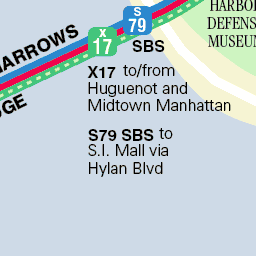 HARBOR
DEFENS
MUSEUM
S
79
X
17
SBS
ARROWS
GE
X17 to/from
Huguenot and
Midtown Manhattan
S79 SBS to
S.I. Mall via
Hylan Blvd